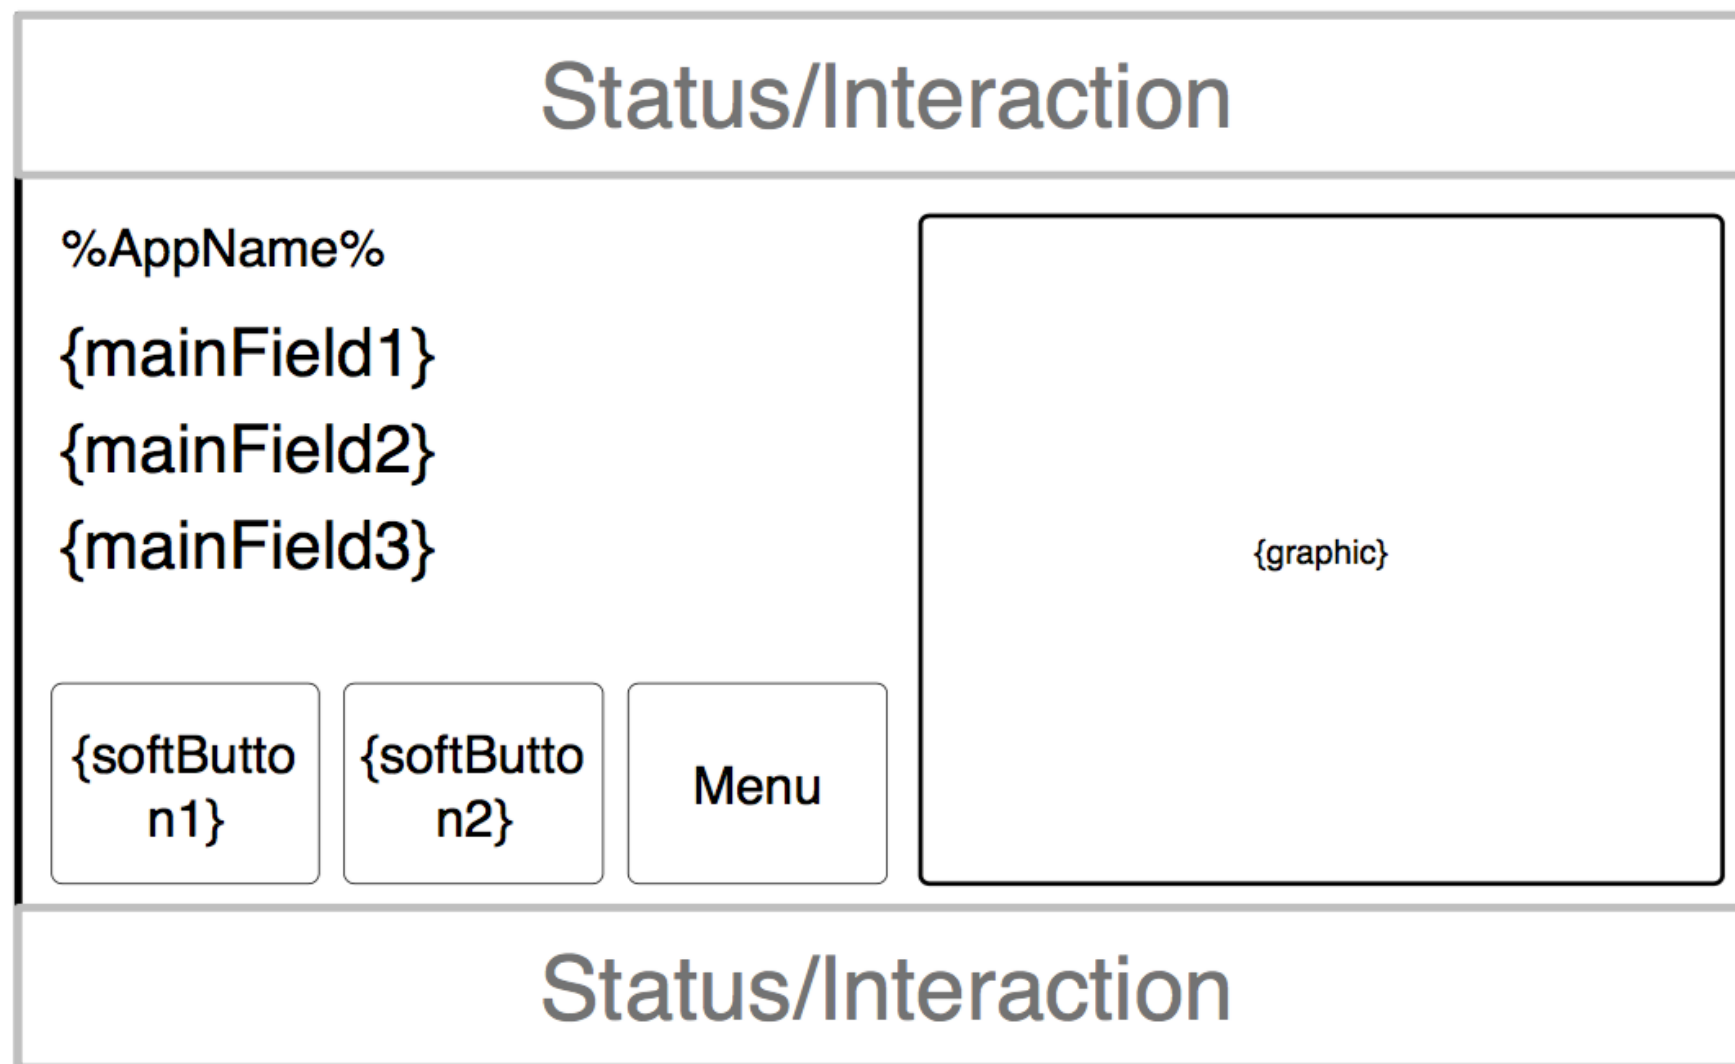 Status/Interaction
%AppName%
{mainField1}
{mainField2}
{mainField3}
{graphic}
{softButto
n1}
{softButto
n2}
Menu
Status/Interaction